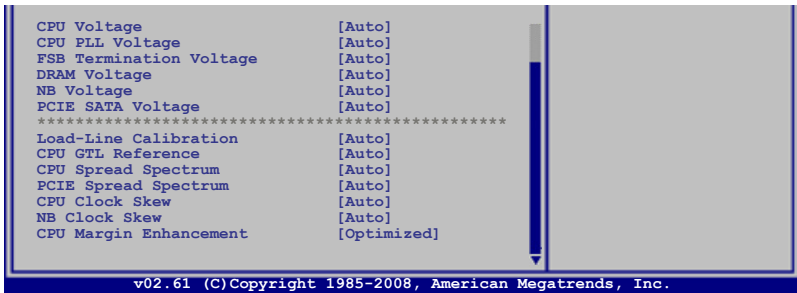 CPU Voltage [Auto]
CPU PLL Voltage [Auto]
FSB Termination Voltage [Auto]
DRAM Voltage [Auto]
NB Voltage [Auto]
PCIE SATA Voltage [Auto]
**************************************************
Load-Line Calibration [Auto]
CPU GTL Reference [Auto]
CPU Spread Spectrum [Auto]
PCIE Spread Spectrum [Auto]
CPU Clock Skew [Auto]
NB Clock Skew [Auto]
CPU Margin Enhancement [Optimized]
v02.61 (C)Copyright 1985-2008, American Megatrends, Inc.